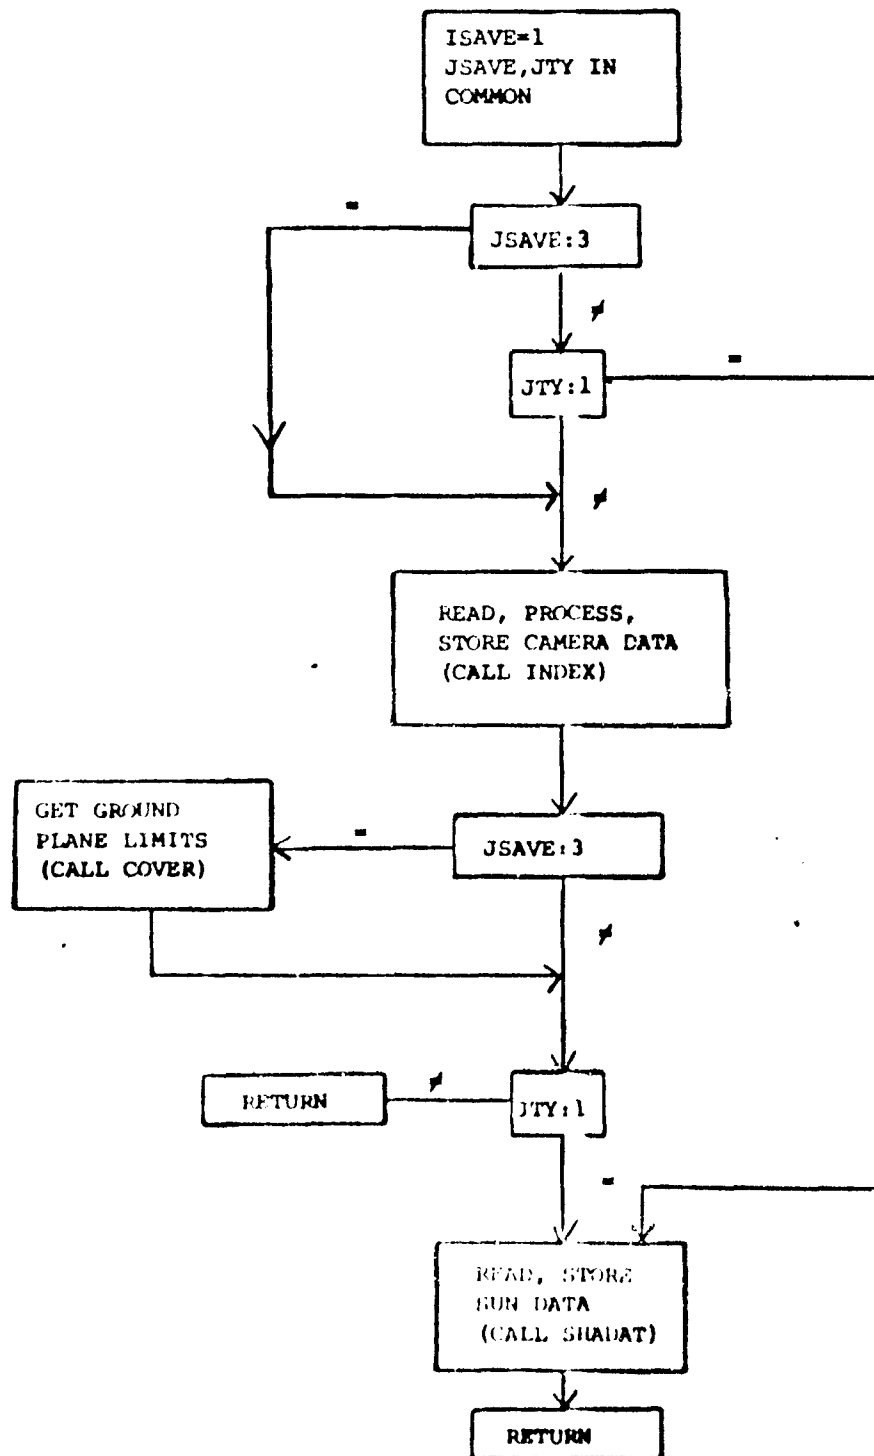 ISAVE=1
JSAVE,JTY IN
COMMON
=
JSAVE:3
≠
=
JTY:1
≠
READ, PROCESS,
STORE CAMERA DATA
(CALL INDEX)
GET GROUND
PLANE LIMITS
(CALL COVER)
=
JSAVE:3
≠
RETURN
≠
JTY:1
=
READ, STORE
SUN DATA
(CALL SHADAT)
RETURN